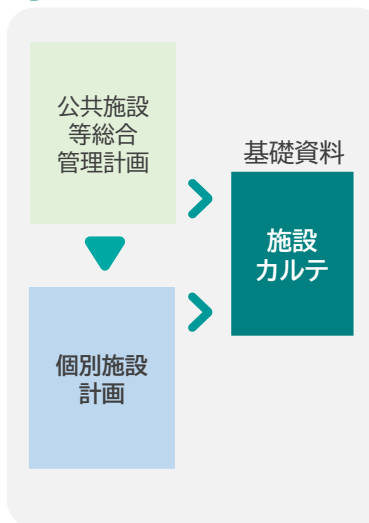 公共施設
等総合
管理計画
基礎資料
施設
カルテ
個別施設
計画